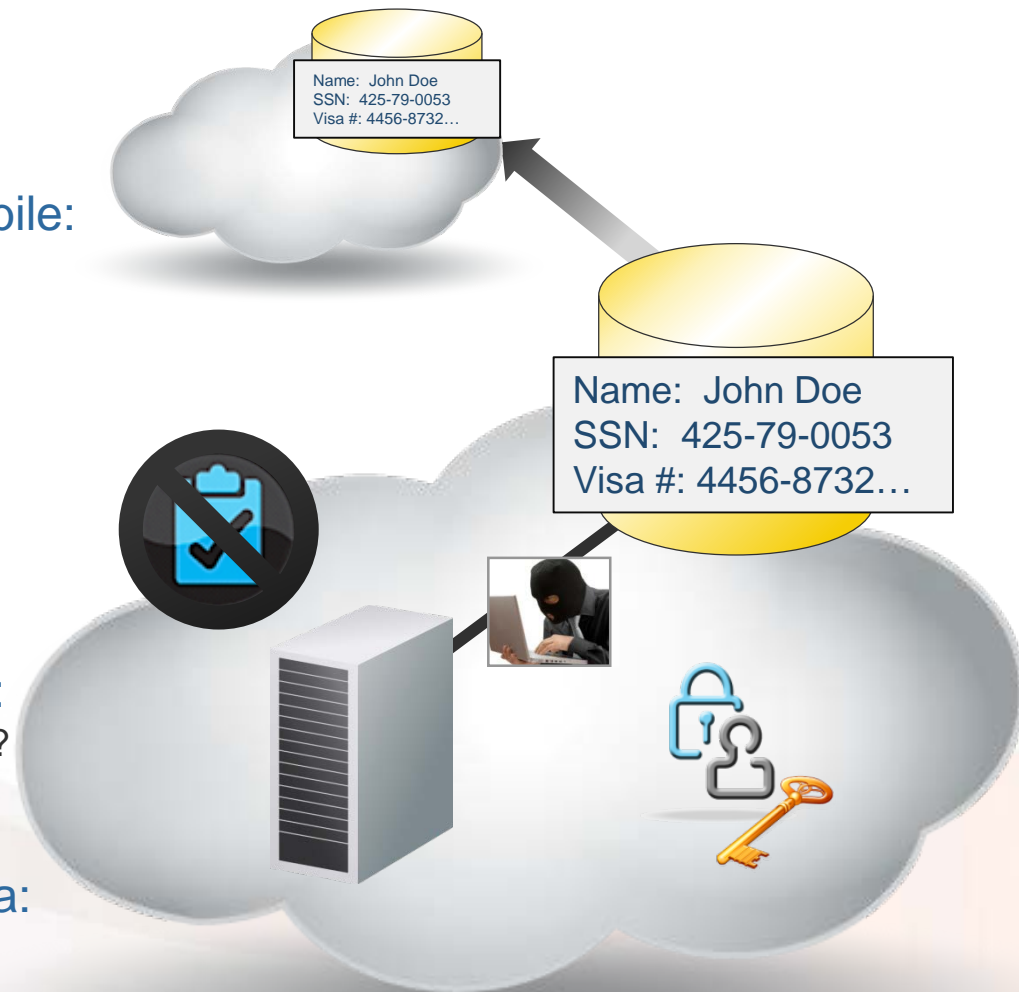 Name: John Doe
SSN: 425-79-0053
Visa #: 4456-8732…
oile:
Name: John Doe
SSN: 425-79-0053
Visa #: 4456-8732…
:
?
a: